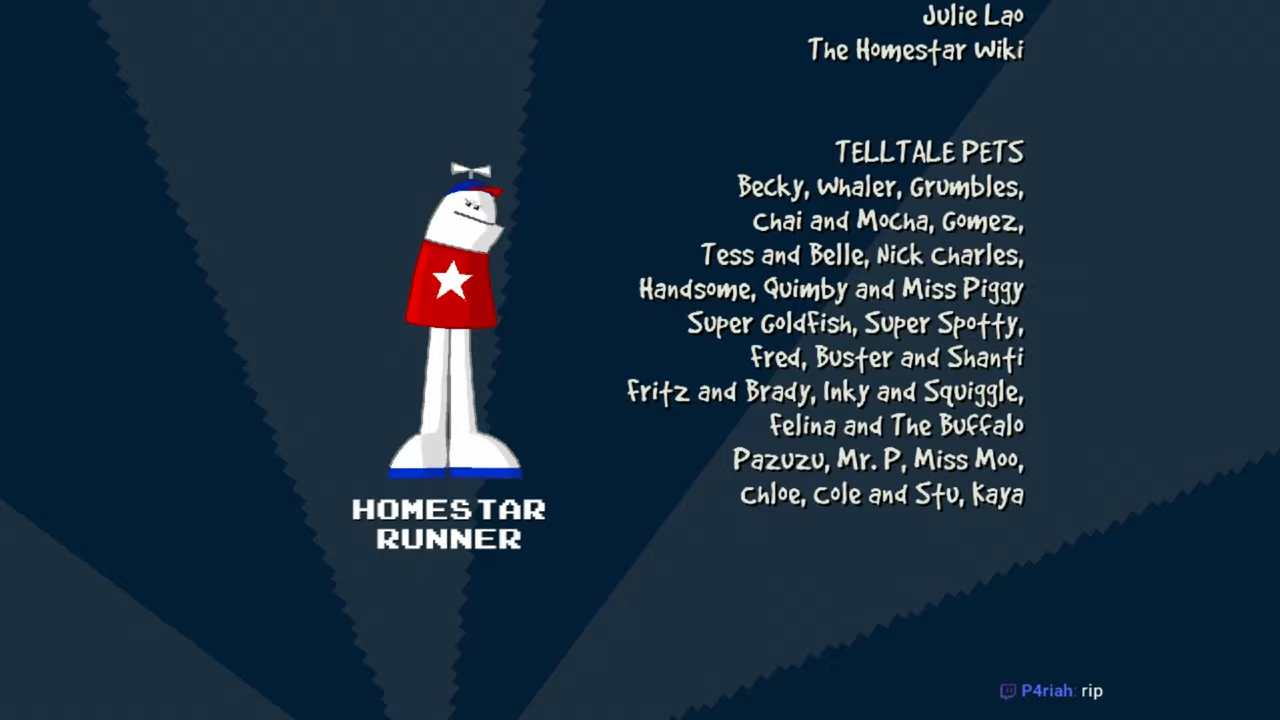 Julie Lao
The Homestar Wiki
TELLTALE PETS
Becky, Whaler, Grumbles,
Chai and Mocha, Gomez,
Tess and Belle, Nick Charles,
Handsome, Quimby and Miss Piggy
Super Goldfish, Super Spotty,
Fred, Buster and Shanti
Fritz and Brady, Inky and Squiggle,
Felina and The Buffalo
Pazuzu, Mr. P, Miss Moo,
Chloe, Cole and Stu, Kaya
HOMESTAR
RUNNER
P4riah: rip